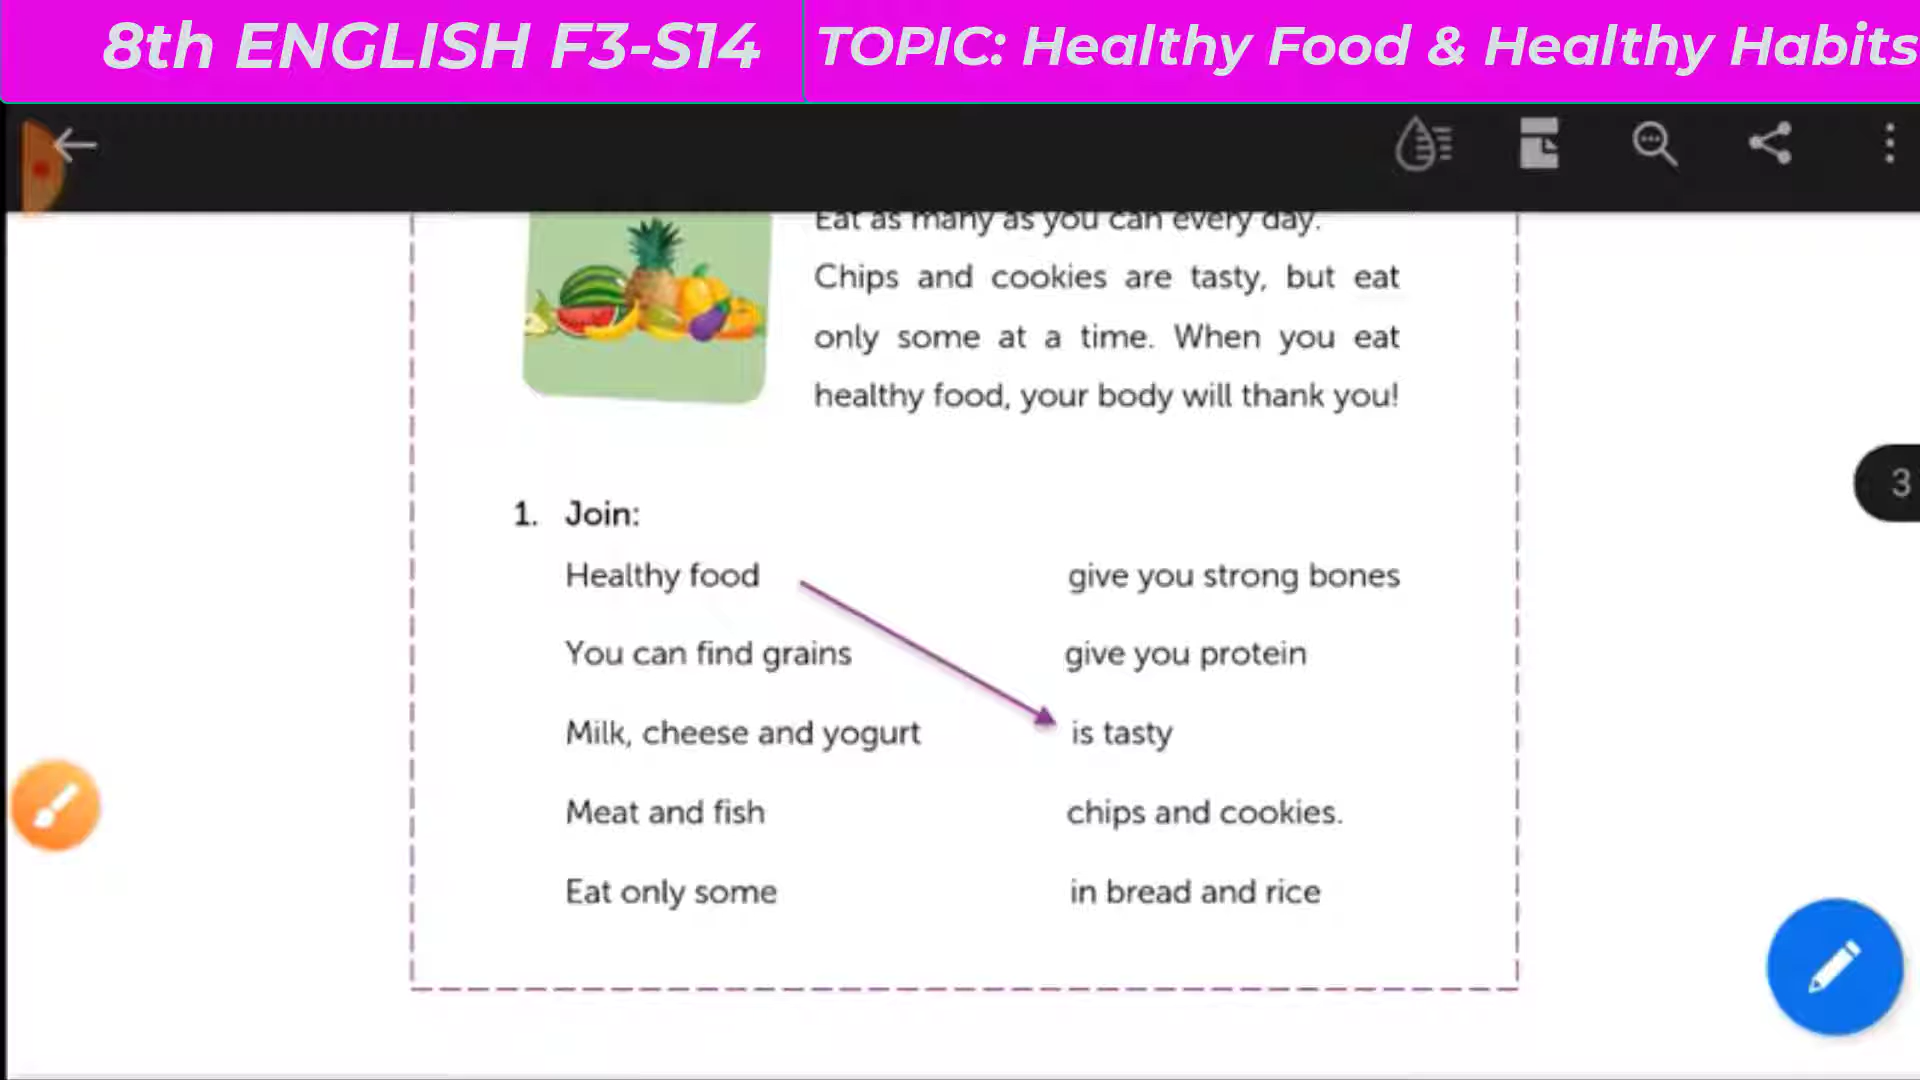 8th ENGLISH F3-S14
TOPIC: Healthy Food & Healthy Habits
Eat as many as you can every day.
Chips and cookies are tasty, but eat
only some at a time. When you eat
healthy food, your body will thank you!
3
1. Join:
Healthy food give you strong bones
You can find grains give you protein
Milk, cheese and yogurt is tasty
Meat and fish chips and cookies.
Eat only some in bread and rice